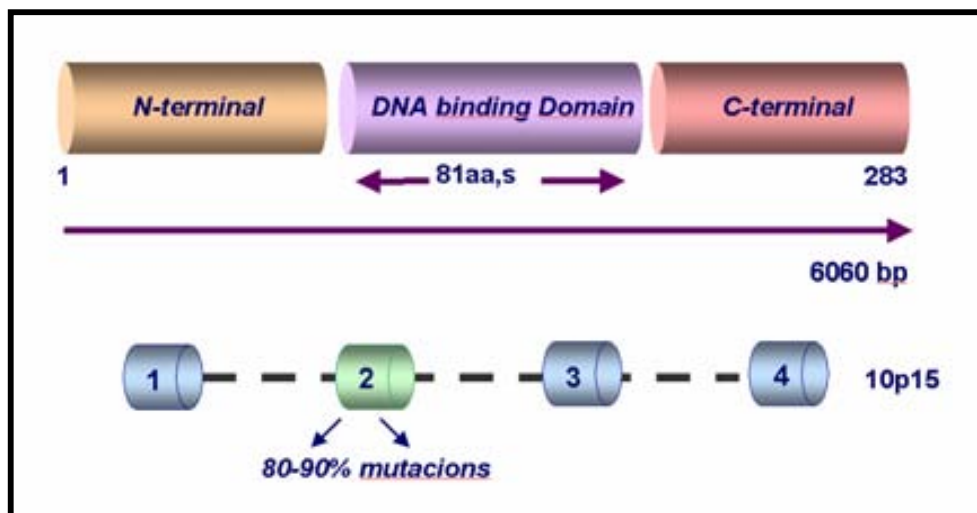 N-terminal DNA binding Domain C-terminal
1 81aa,s 283
6060 bp
1 2 3 4 10p15
80-90% mutacions